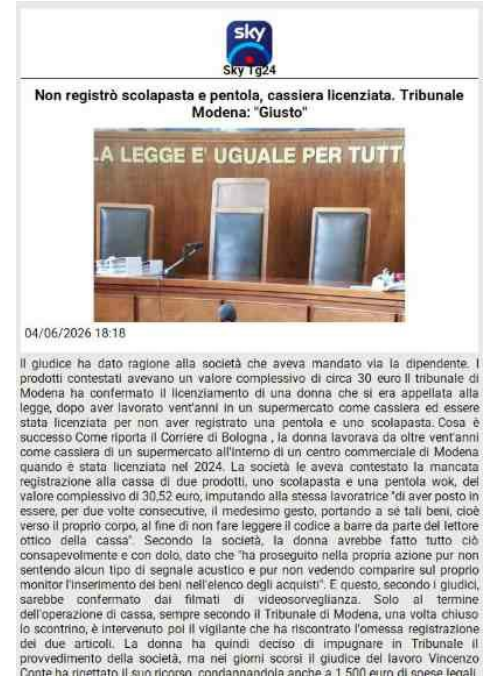 sky
Sky Tg24
Non registrò scolapasta e pentola, cassiera licenziata. Tribunale
Modena: "Giusto"
LA LEGGE E' UGUALE PER TUTTI
04/06/2026 18:18
Il giudice ha dato ragione alla società che aveva mandato via la dipendente. I
prodotti contestati avevano un valore complessivo di circa 30 euro Il tribunale di
Modena ha confermato il licenziamento di una donna che si era appellata alla
legge, dopo aver lavorato vent'anni in un supermercato come cassiera ed essere
stata licenziata per non aver registrato una pentola e uno scolapasta. Cosa è
successo Come riporta il Corriere di Bologna , la donna lavorava da oltre vent'anni
come cassiera di un supermercato all'interno di un centro commerciale di Modena
quando è stata licenziata nel 2024. La società le aveva contestato la mancata
registrazione alla cassa di due prodotti, uno scolapasta e una pentola wok, del
valore complessivo di 30,52 euro, imputando alla stessa lavoratrice "di aver posto in
essere, per due volte consecutive, il medesimo gesto, portando a sé tali beni, cioè
verso il proprio corpo, al fine di non fare leggere il codice a barre da parte del lettore
ottico della cassa". Secondo la società, la donna avrebbe fatto tutto ciò
consapevolmente e con dolo, dato che "ha proseguito nella propria azione pur non
sentendo alcun tipo di segnale acustico e pur non vedendo comparire sul proprio
monitor l'inserimento dei beni nell'elenco degli acquisti". E questo, secondo i giudici,
sarebbe confermato dai filmati di videosorveglianza. Solo al termine
dell'operazione di cassa, sempre secondo il Tribunale di Modena, una volta chiuso
lo scontrino, è intervenuto poi il vigilante che ha riscontrato l'omessa registrazione
dei due articoli. La donna ha quindi deciso di impugnare in Tribunale il
provvedimento della società, ma nei giorni scorsi il giudice del lavoro Vincenzo
Conte ha rigettato il suo ricorso, condannandola anche a 1.500 euro di spese legali.